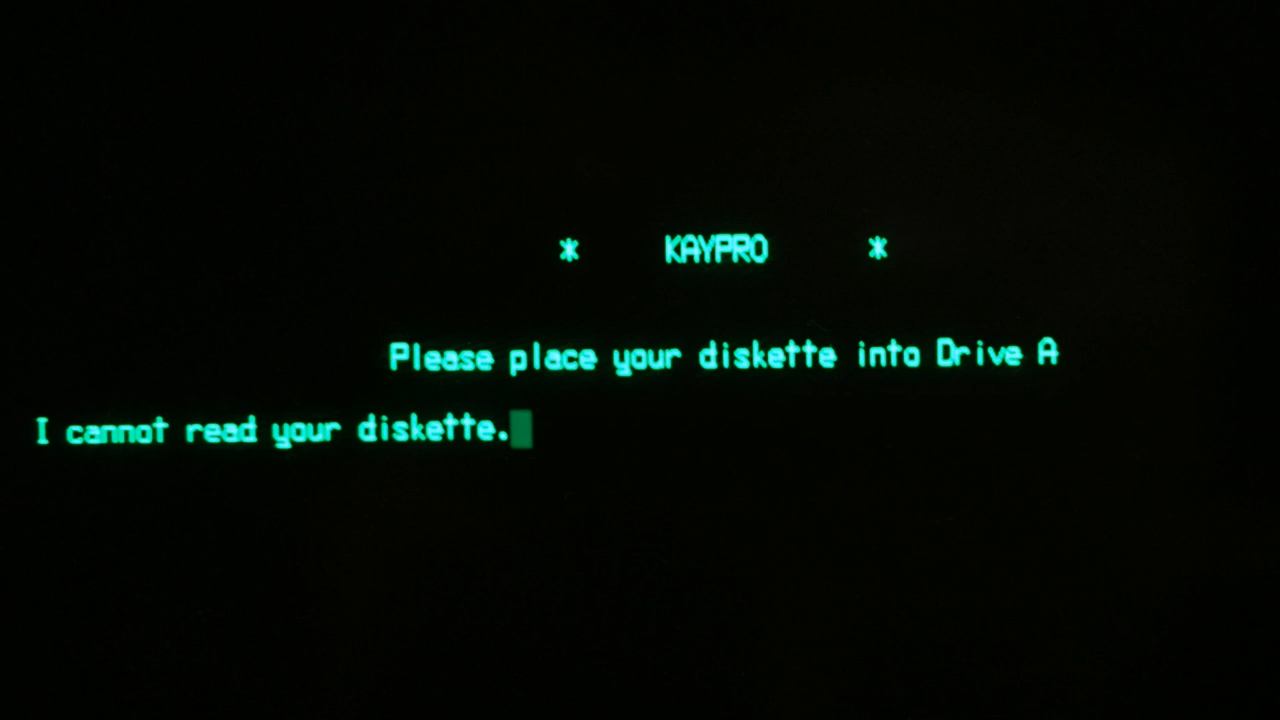 * KAYPRO *
Please place your diskette into Drive A
I cannot read your diskette.